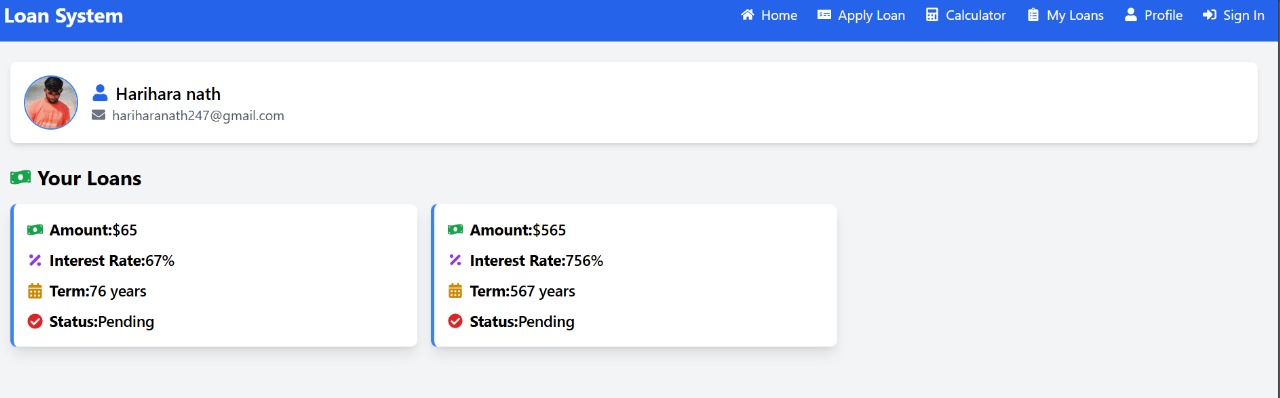 Loan System
Home Apply Loan Calculator My Loans Profile Sign In
Harihara nath
hariharanath247@gmail.com
Your Loans
Amount:$65
Interest Rate:67%
Term:76 years
Status:Pending
Amount:$565
Interest Rate:756%
Term:567 years
Status:Pending